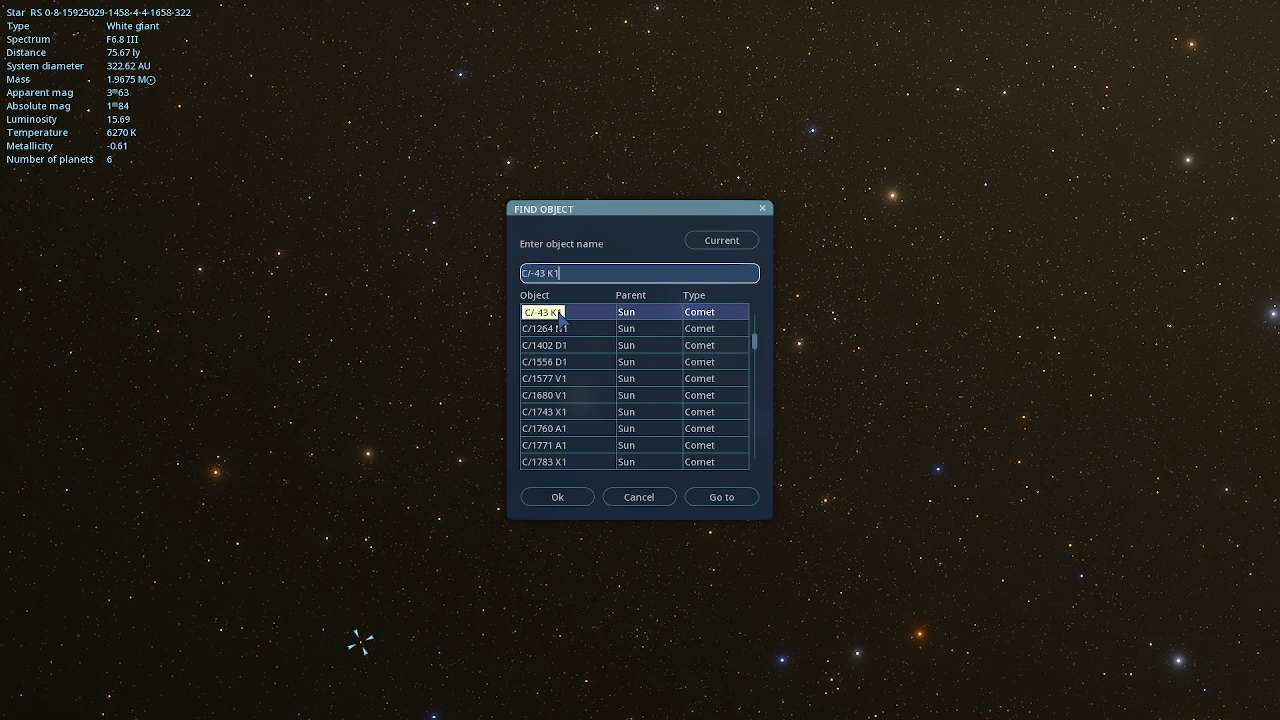 Star RS 0-8-15925029-1458-4-4-1658-322
Type White giant
Spectrum F6.8 III
Distance 75.67 ly
System diameter 322.62 AU
Mass 1.9675 M☉
Apparent mag 3ᵐ63
Absolute mag 1ᵐ84
Luminosity 15.69
Temperature 6270 K
Metallicity -0.61
Number of planets 6
FIND OBJECT
Enter object name Current
C/-43 K1
Object Parent Type
C/-43 K1 Sun Comet
C/1264 N1 Sun Comet
C/1402 D1 Sun Comet
C/1556 D1 Sun Comet
C/1577 V1 Sun Comet
C/1680 V1 Sun Comet
C/1743 X1 Sun Comet
C/1760 A1 Sun Comet
C/1771 A1 Sun Comet
C/1783 X1 Sun Comet
Ok Cancel Go to